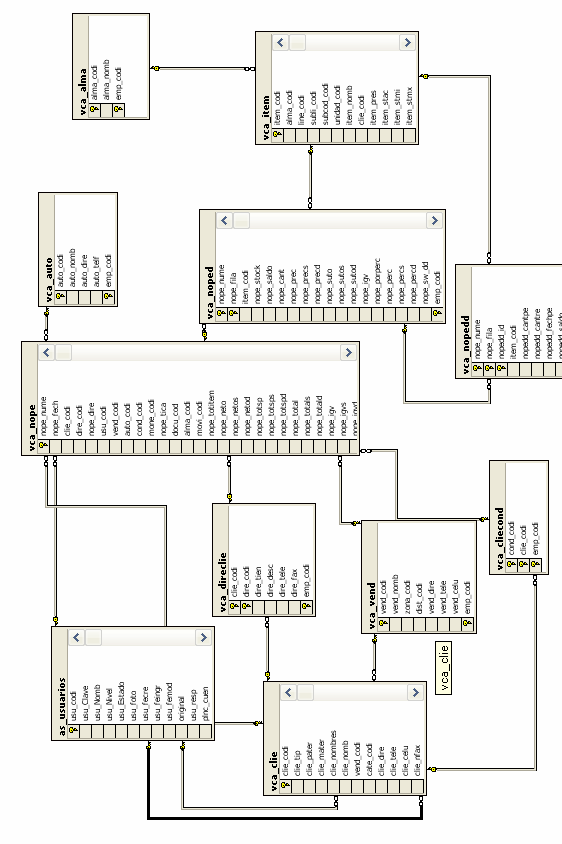 vca_alma
alma_codi
alma_nomb
emp_codi
vca_item
item_codi
alma_codi
line_codi
subli_codi
subcod_codi
unidad_codi
item_nomb
clie_codi
item_pres
item_stac
item_stmi
item_stmx
vca_auto
auto_codi
auto_nomb
auto_dire
auto_telf
emp_codi
vca_noped
nope_nume
nope_fila
item_codi
nope_stock
nope_saldo
nope_cant
nope_prec
nope_precs
nope_precd
nope_suto
nope_sutos
nope_sutod
nope_igv
nope_porperc
nope_perc
nope_percs
nope_percd
nope_sw_dd
emp_codi
vca_nopedd
nope_nume
nope_fila
nopedd_id
item_codi
nopedd_cantpe
nopedd_cantre
nopedd_fechpe
nopedd_saldo
vca_nope
nope_nume
nope_fech
clie_codi
dire_codi
nope_dire
usu_codi
vend_codi
auto_codi
cond_codi
mone_codi
nope_tica
docu_cod
alma_codi
movi_codi
nope_totitem
nope_neto
nope_netos
nope_netod
nope_totsp
nope_totsps
nope_totspd
nope_total
nope_totals
nope_totald
nope_igv
nope_igvs
nope_igvd
vca_direclie
clie_codi
dire_codi
dire_tien
dire_desc
dire_tele
dire_fax
emp_codi
vca_vend
vend_codi
vend_nomb
zona_codi
dist_codi
vend_dire
vend_tele
vend_celu
emp_codi
vca_cliecond
cond_codi
clie_codi
emp_codi
as_usuarios
usu_codi
usu_Clave
usu_Nomb
usu_Nivel
usu_Estado
usu_foto
usu_fecre
usu_feingr
usu_femod
original
usu_resp
plnc_cuen
vca_clie
clie_codi
clie_tip
clie_pater
clie_mater
clie_nombres
clie_nomb
vend_codi
cate_codi
clie_dire
clie_tele
clie_celu
clie_nfax
vca_clie